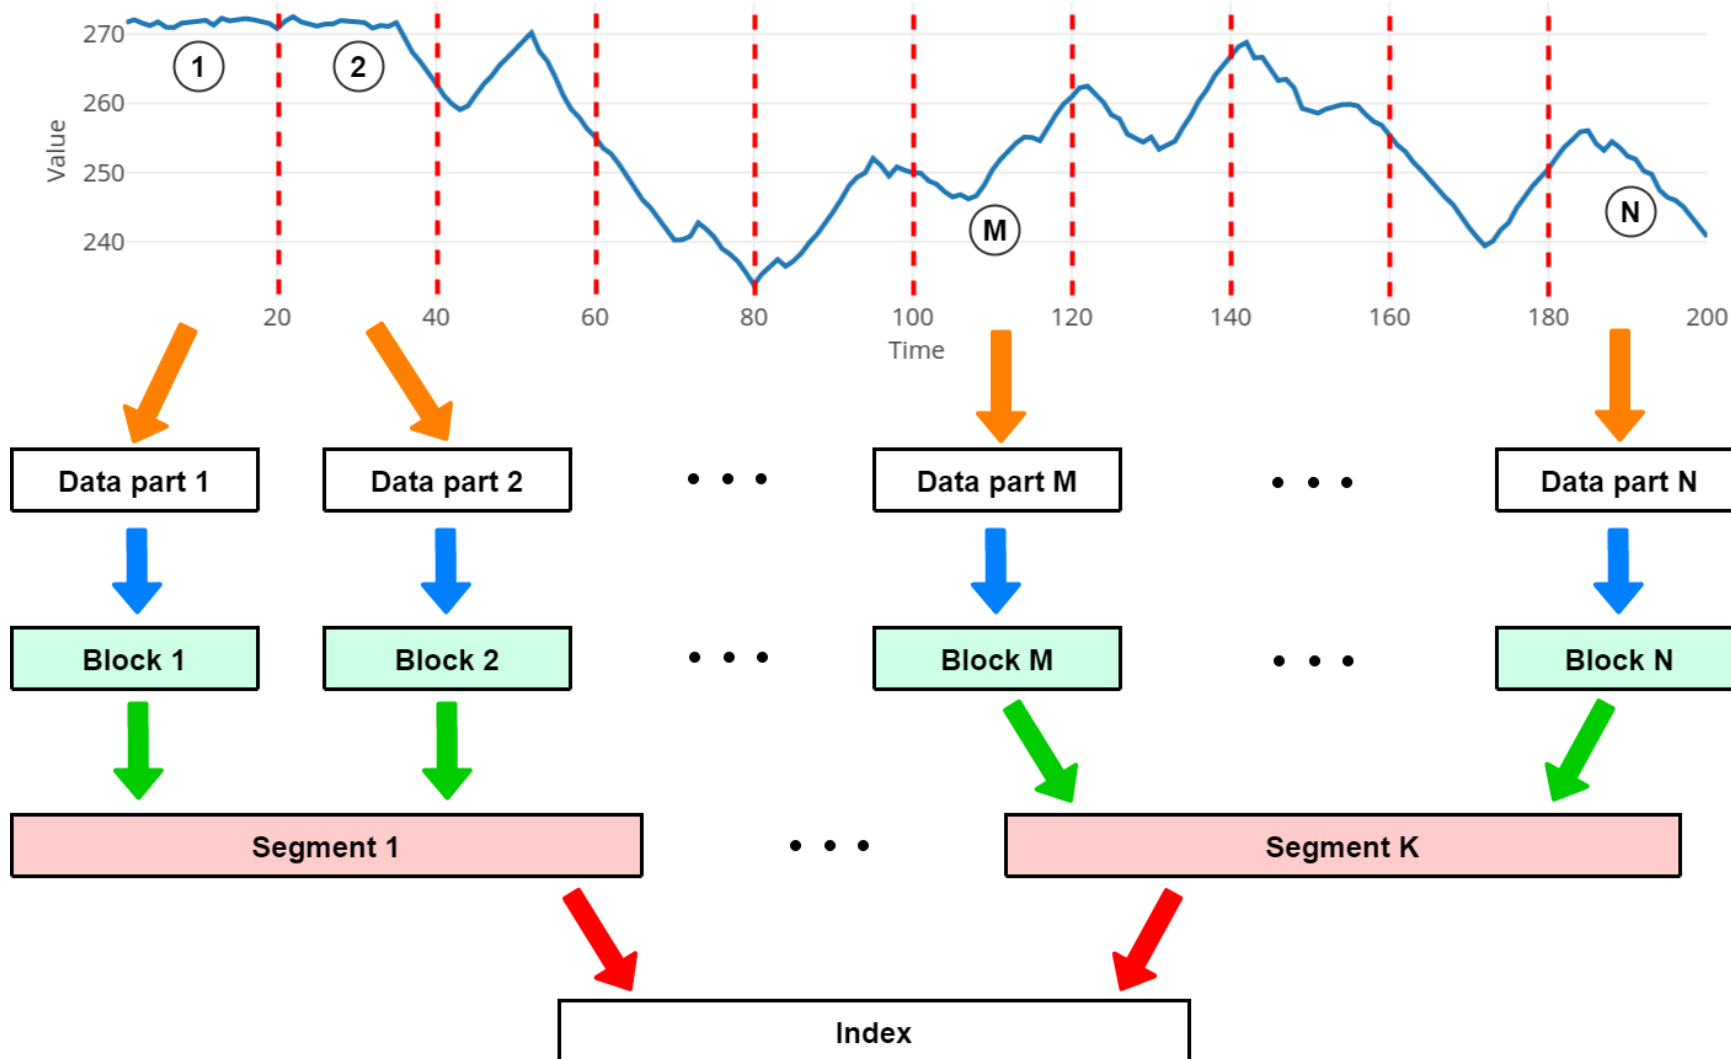 270
260
250
240
Value
1
2
M
N
20 40 60 80 100 120 140 160 180 200
Time
Data part 1 Data part 2 Data part M Data part N
Block 1 Block 2 Block M Block N
Segment 1 Segment K
Index